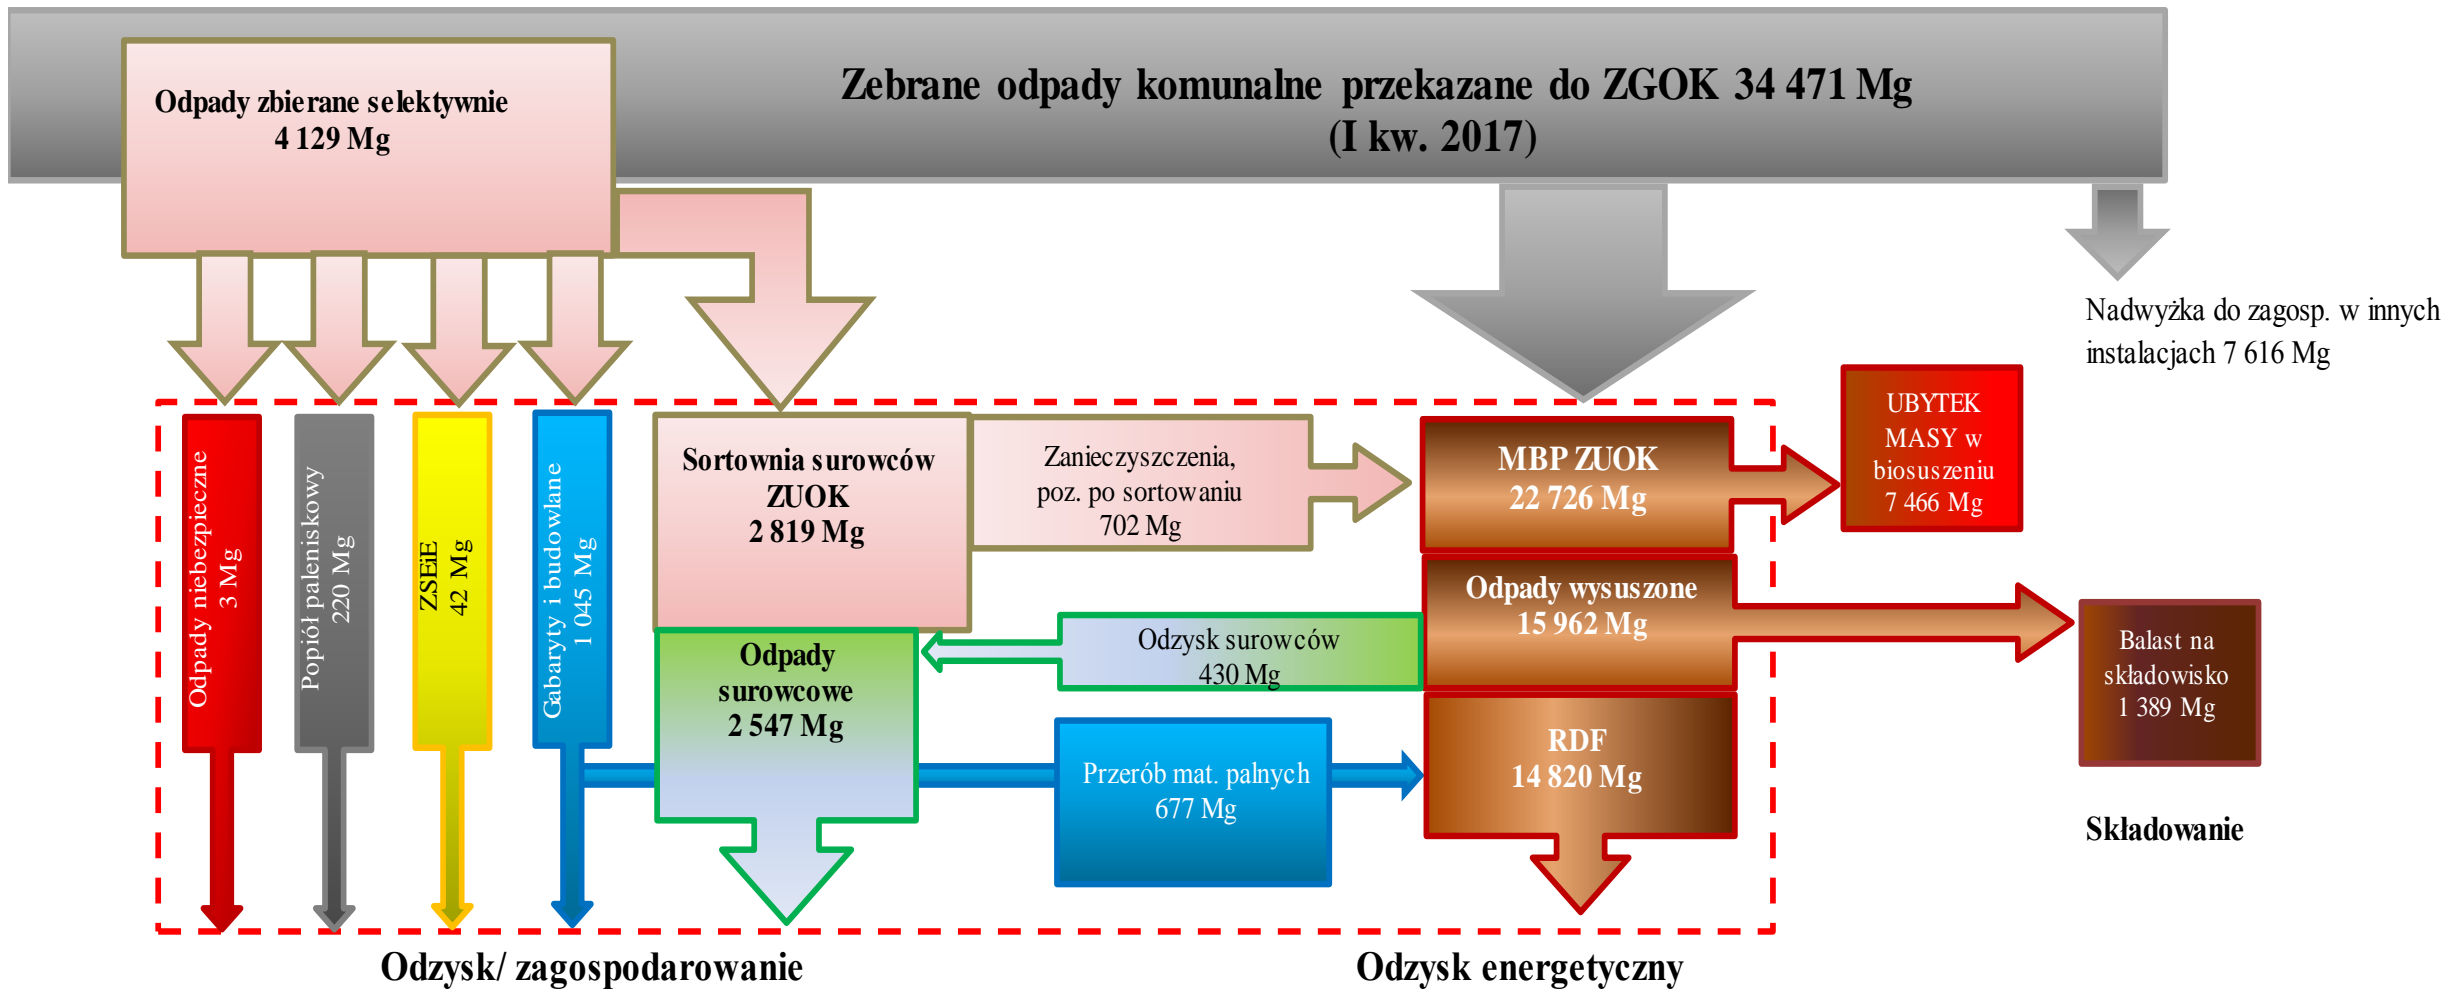 Zebrane odpady komunalne przekazane do ZGOK 34 471 Mg
(I kw. 2017)
Odpady zbierane selektywnie
4 129 Mg
Nadwyżka do zagosp. w innych
instalacjach 7 616 Mg
Odpady niebezpieczne
3 Mg
Popiół paleniskowy
220 Mg
ZSEiE
42 Mg
Gabaryty i budowlane
1 045 Mg
Sortownia surowców
ZUOK
2 819 Mg
Zanieczyszczenia,
poz. po sortowaniu
702 Mg
MBP ZUOK
22 726 Mg
UBYTEK
MASY w
biosuszeniu
7 466 Mg
Odpady wysuszone
15 962 Mg
Odzysk surowców
430 Mg
Odpady
surowcowe
2 547 Mg
Balast na
składowisko
1 389 Mg
RDF
14 820 Mg
Przerób mat. palnych
677 Mg
Składowanie
Odzysk/ zagospodarowanie
Odzysk energetyczny